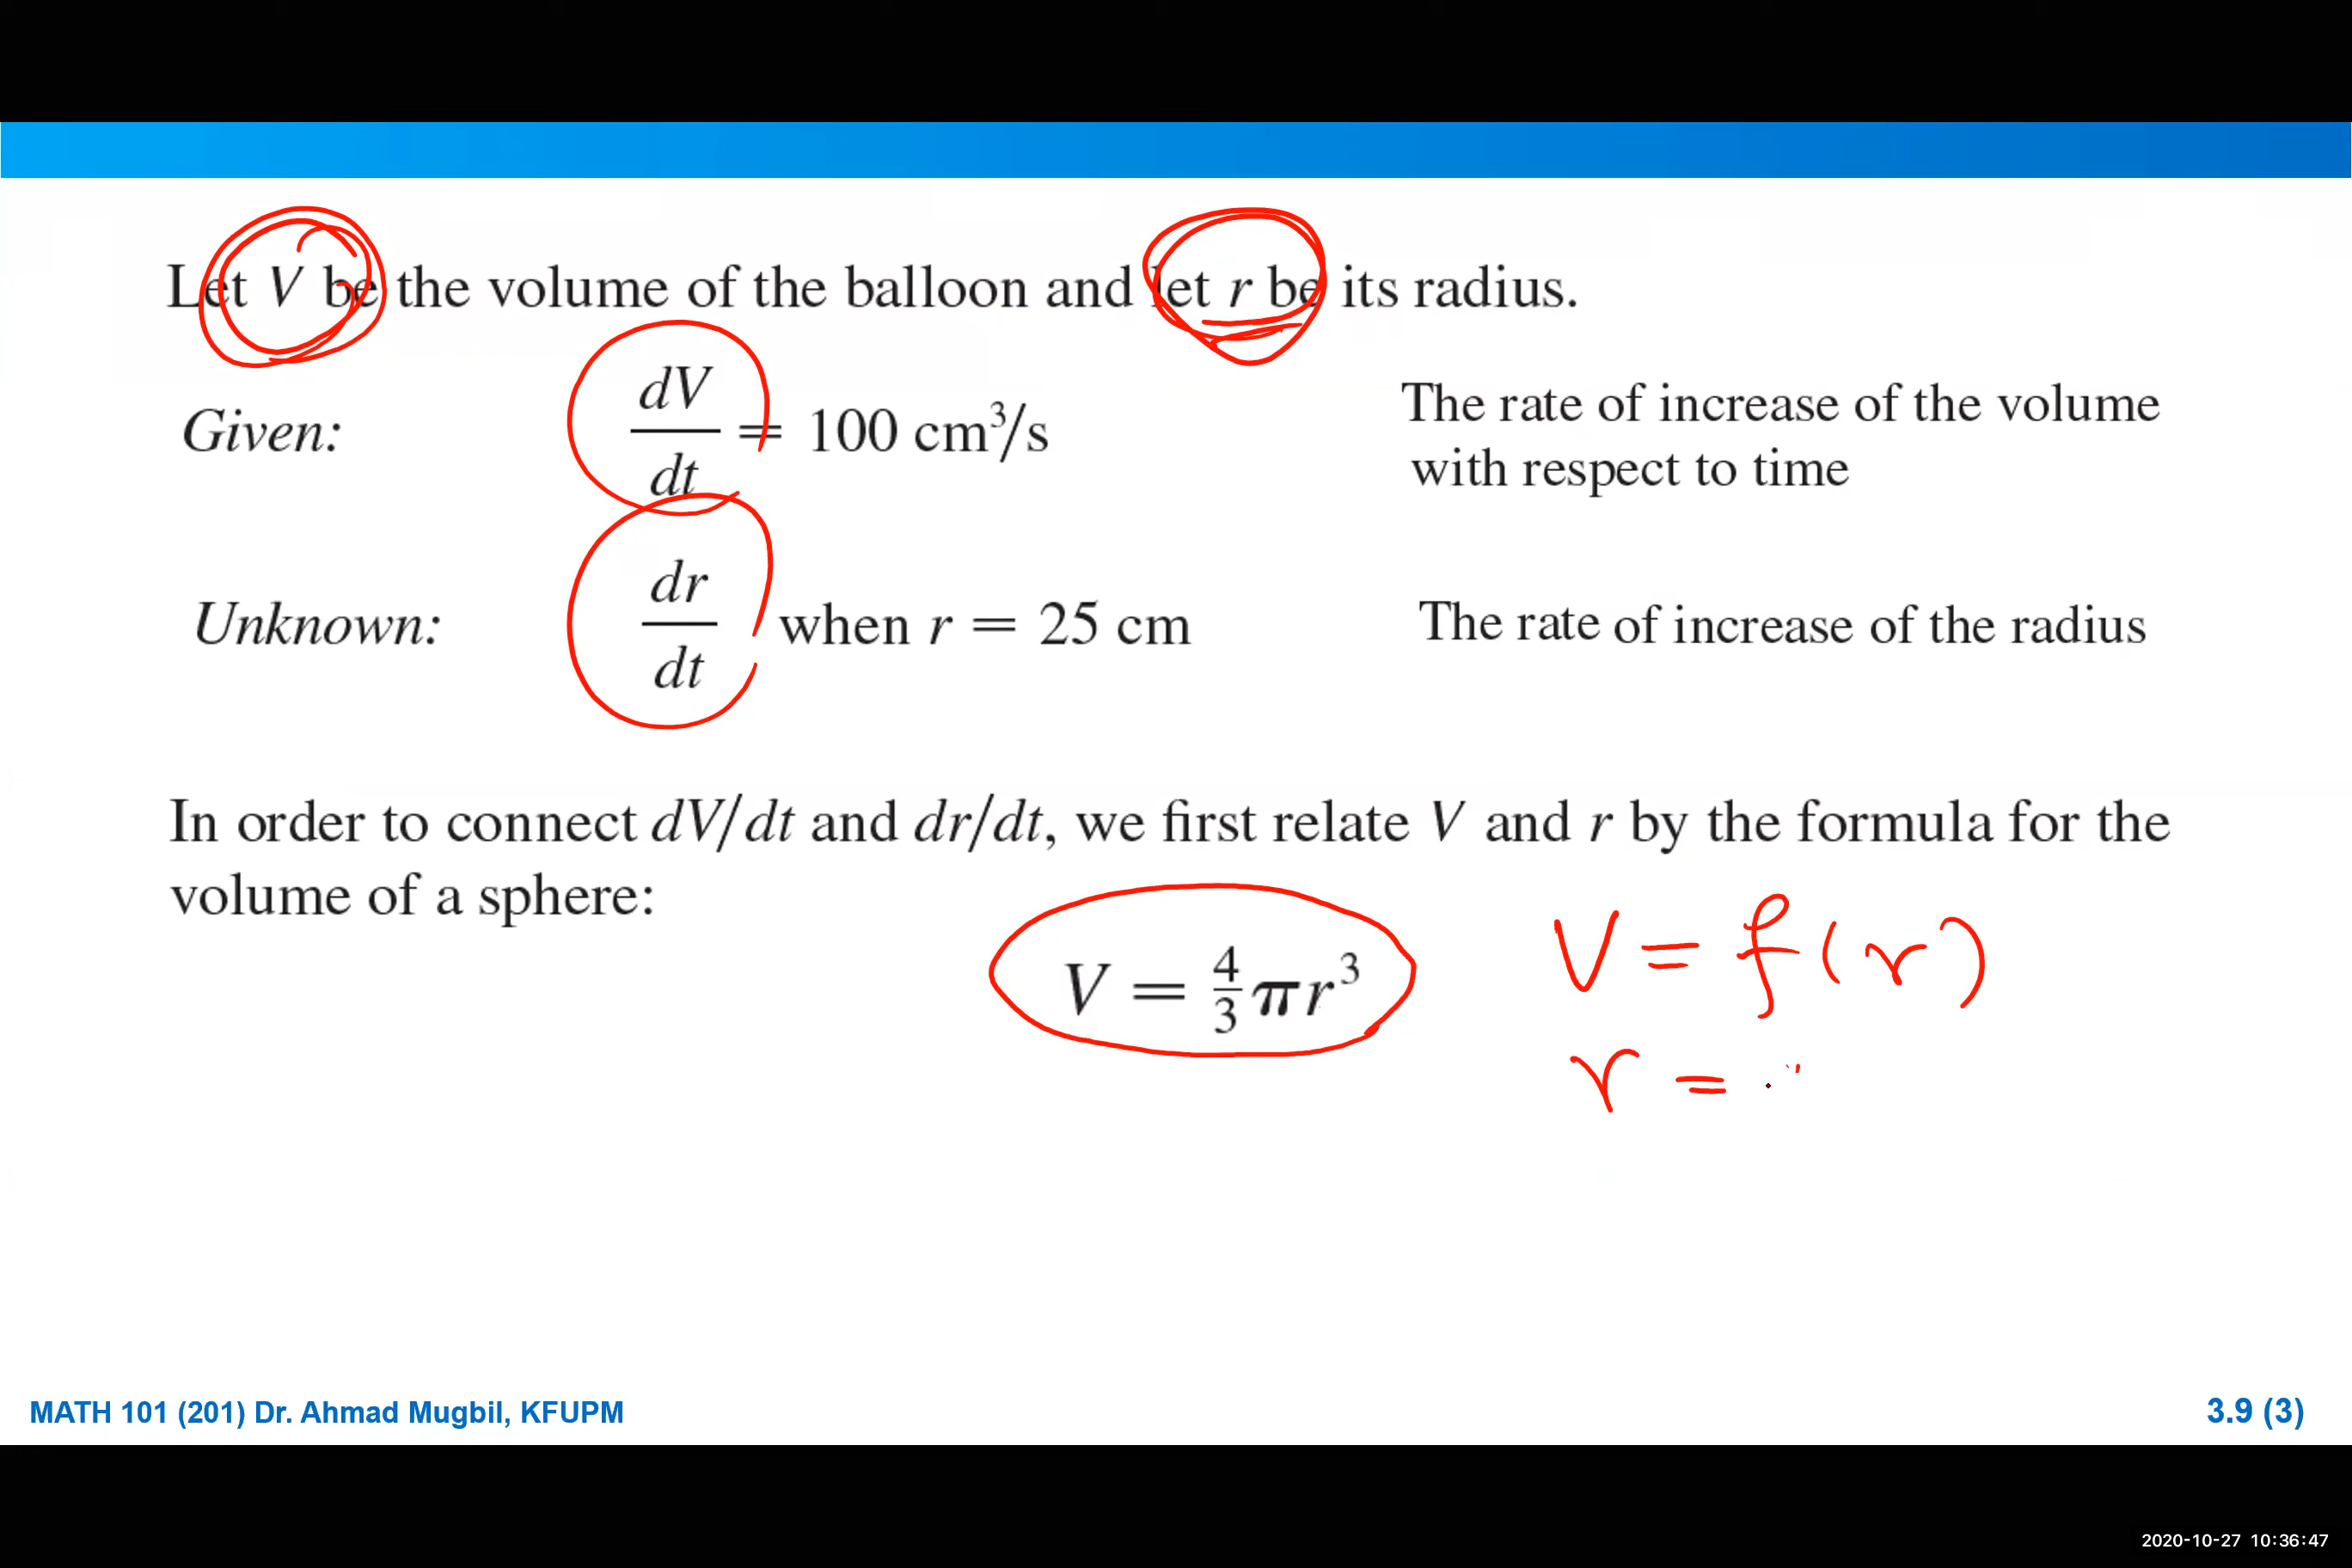 Let V be the volume of the balloon and let r be its radius.
Given: dV/dt = 100 cm³/s The rate of increase of the volume
with respect to time
Unknown: dr/dt when r = 25 cm The rate of increase of the radius
In order to connect dV/dt and dr/dt, we first relate V and r by the formula for the
volume of a sphere:
V = 4/3 πr³ V = f(r)
r =
MATH 101 (201) Dr. Ahmad Mugbil, KFUPM 3.9 (3)
2020-10-27 10:36:47